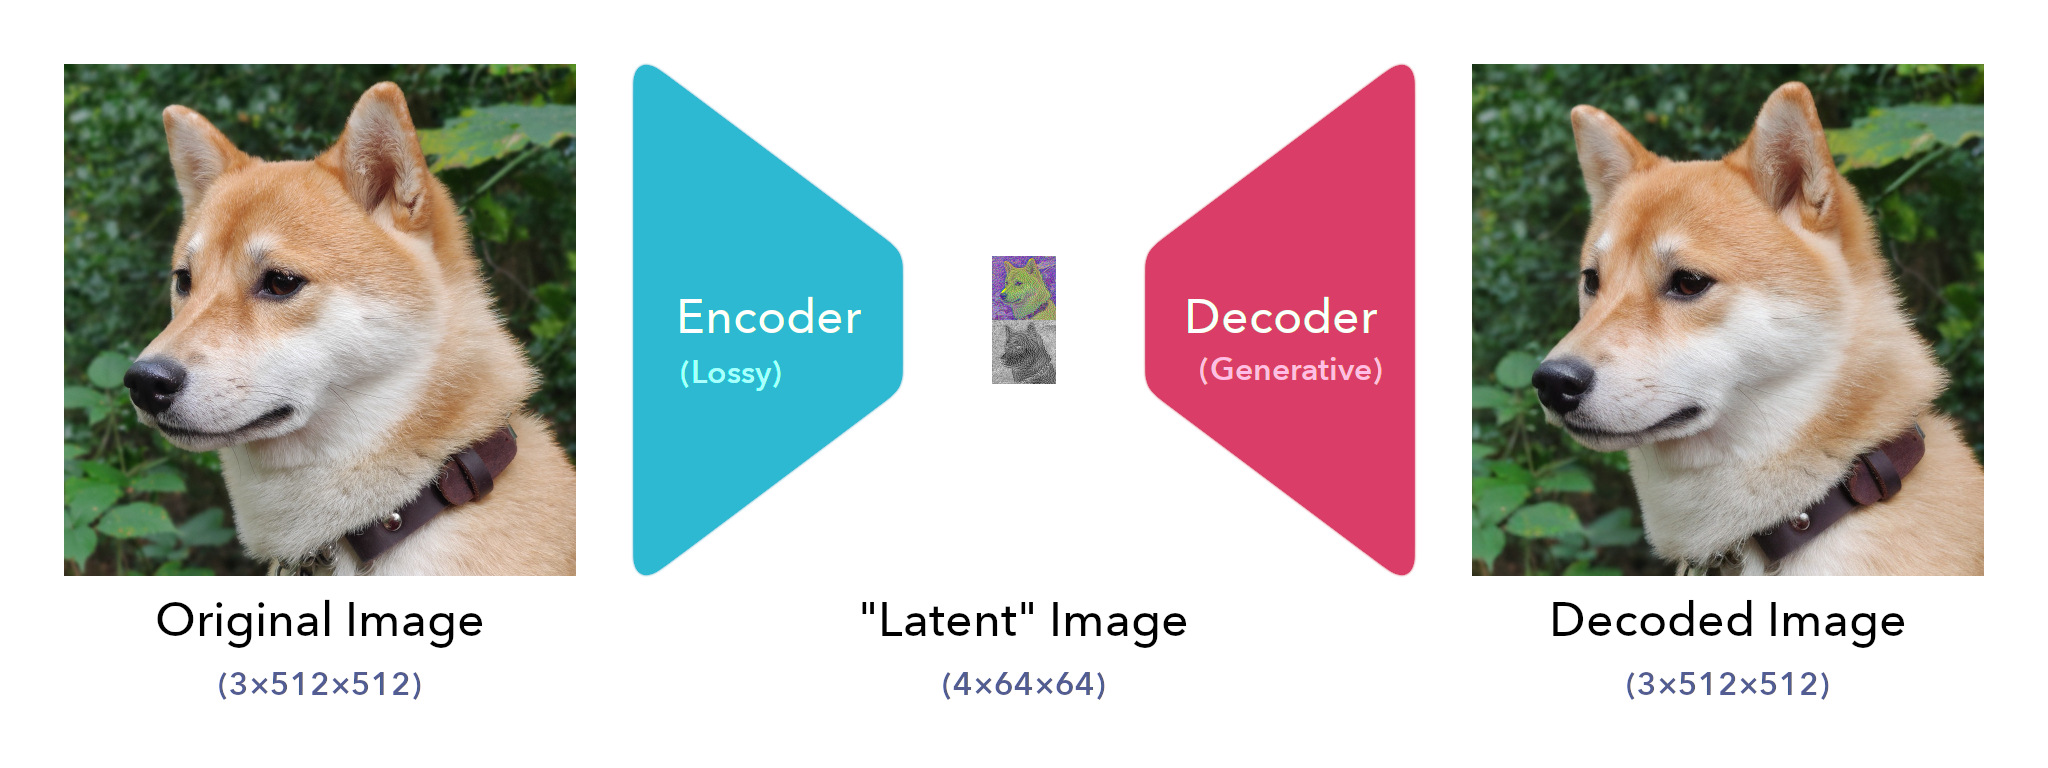 Encoder
(Lossy)
Decoder
(Generative)
Original Image
(3×512×512)
"Latent" Image
(4×64×64)
Decoded Image
(3×512×512)